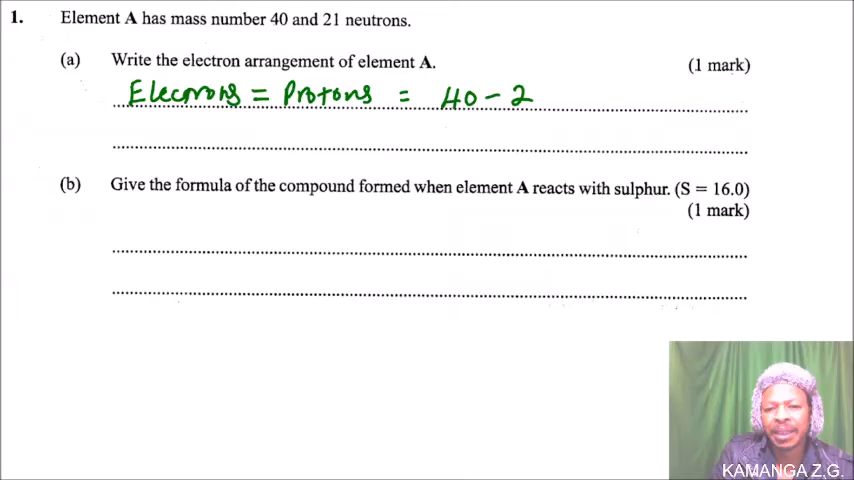 1. Element A has mass number 40 and 21 neutrons.
(a) Write the electron arrangement of element A. (1 mark)
Elecrons = Protons = 40 - 2
(b) Give the formula of the compound formed when element A reacts with sulphur. (S = 16.0)
(1 mark)
KAMANGA Z.G.